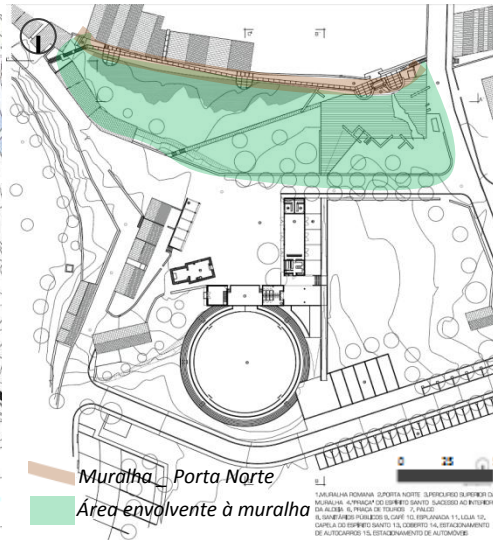 Muralha _ Porta Norte
Área envolvente à muralha
0 25
1,MURALHA ROMANA 2,PORTA NORTE 3,PERCURSO SUPERIOR DA
MURALHA 4,PRAÇA DO ESPÍRITO SANTO 5,ACESSO AO INTERIOR
DA ALDEIA 6, PRAÇA DE TOUROS 7, PALCO
8, SANITÁRIOS PÚBLICOS 9, CAFÉ 10, ESPLANADA 11, LOJA 12,
CAPELA DO ESPÍRITO SANTO 13, COBERTO 14, ESTACIONAMENTO
DE AUTOCARROS 15, ESTACIONAMENTO DE AUTOMÓVEIS